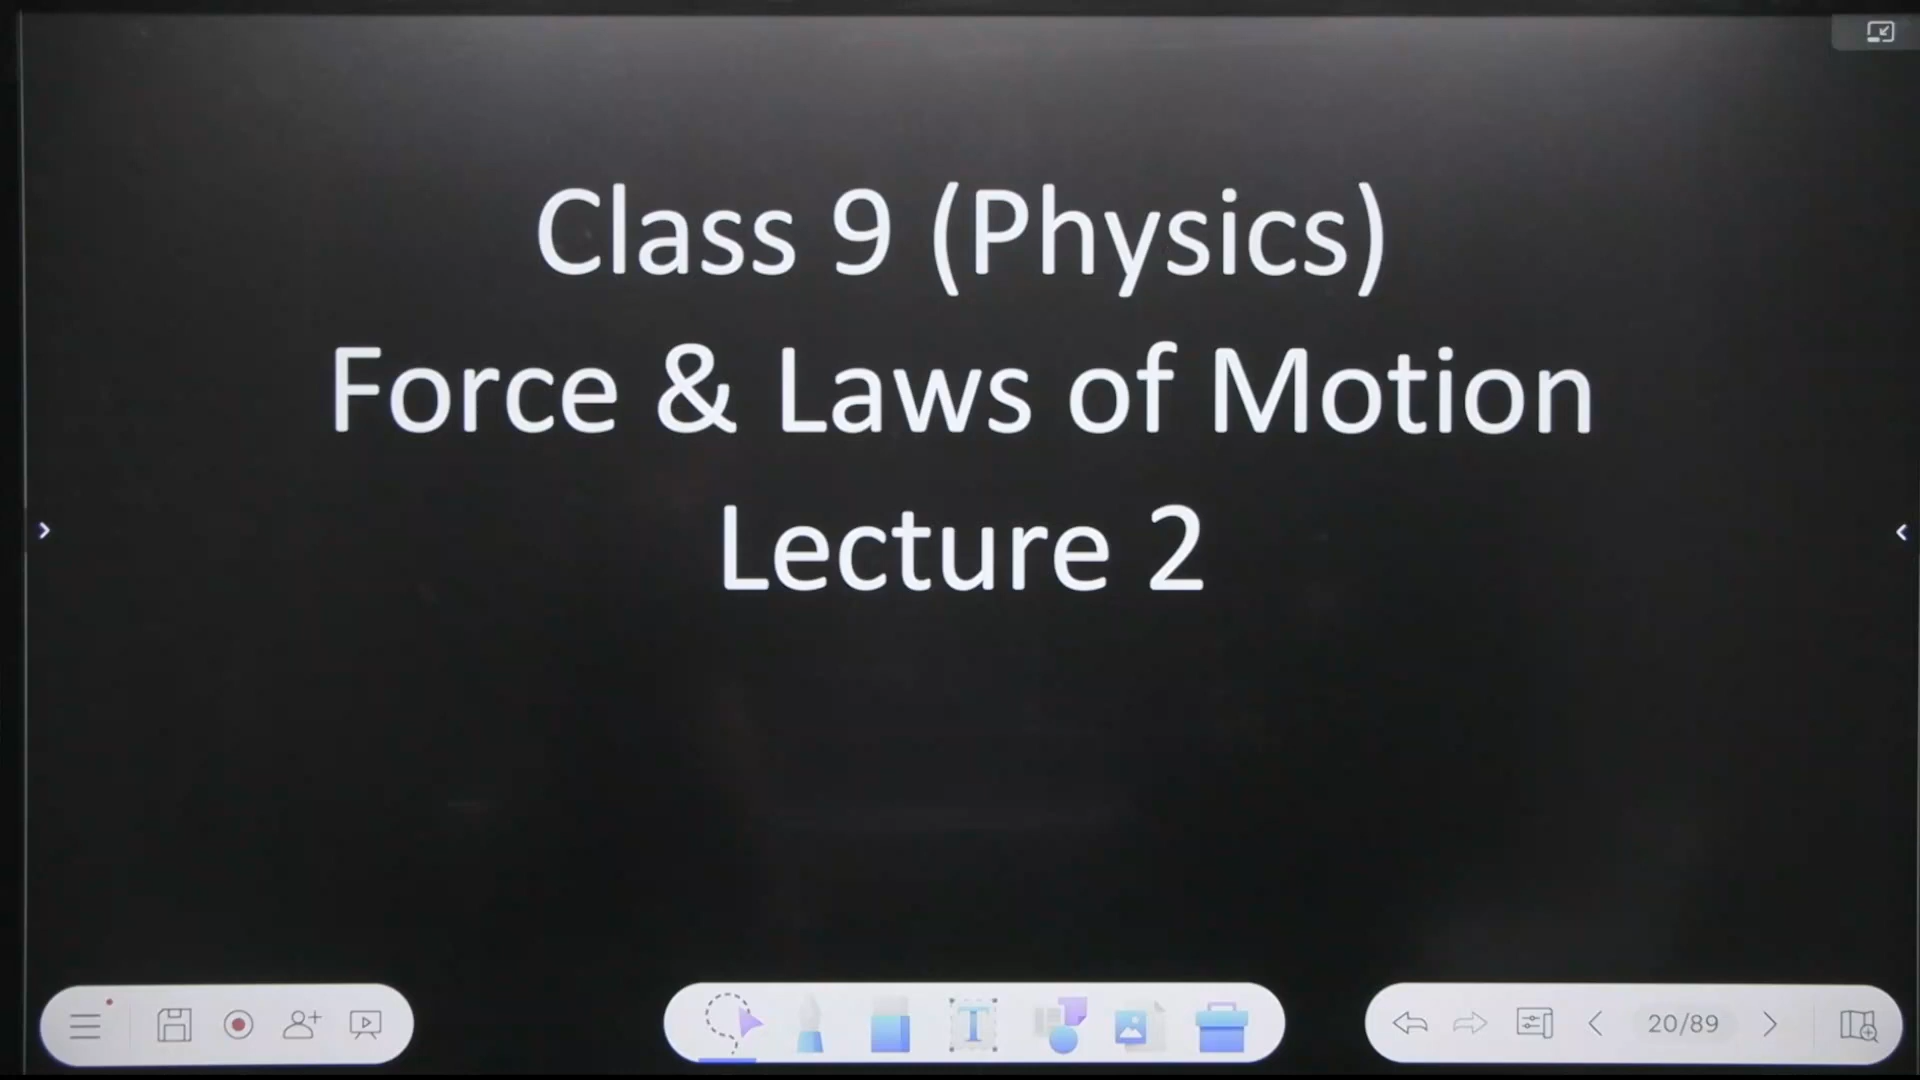 Class 9 (Physics)
Force & Laws of Motion
Lecture 2
T
20/89